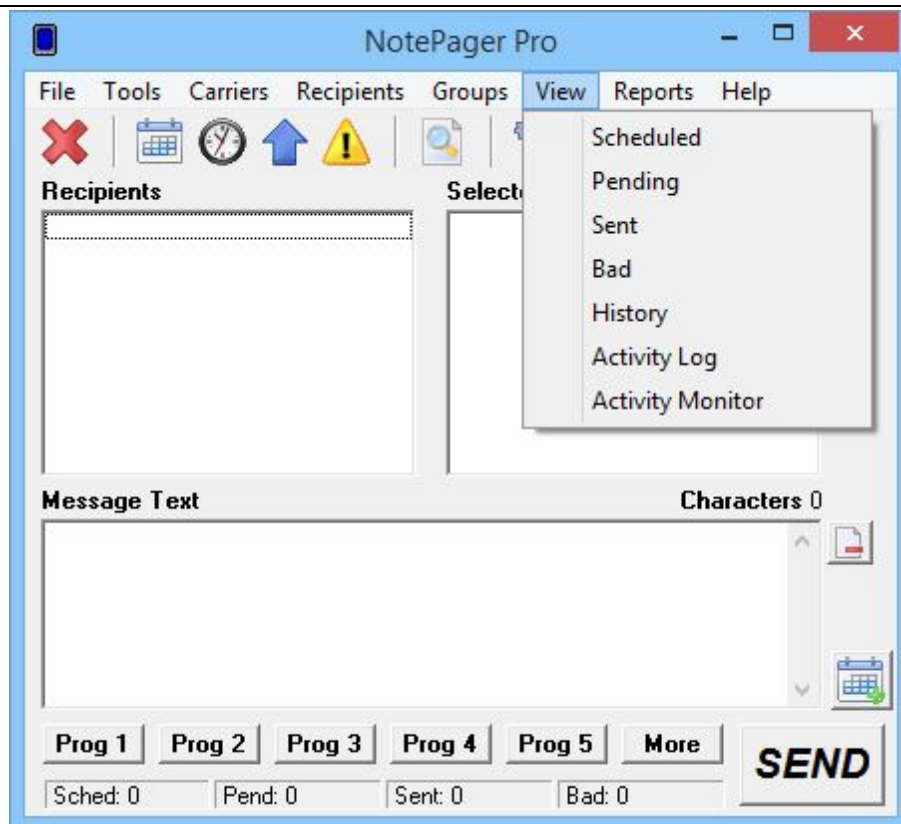 NotePager Pro
File Tools Carriers Recipients Groups View Reports Help
Scheduled
Pending
Sent
Bad
History
Activity Log
Activity Monitor
Recipients
Message Text Characters 0
Prog 1 Prog 2 Prog 3 Prog 4 Prog 5 More
SEND
Sched: 0 Pend: 0 Sent: 0 Bad: 0